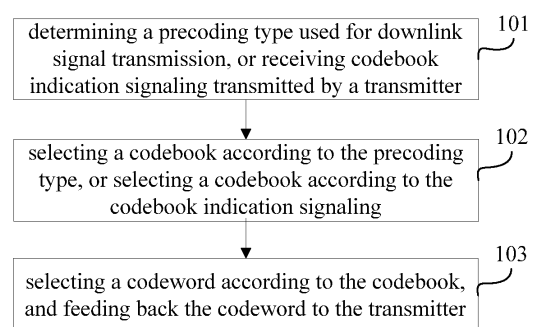 determining a precoding type used for downlink
signal transmission, or receiving codebook
indication signaling transmitted by a transmitter
101
selecting a codebook according to the precoding
type, or selecting a codebook according to the
codebook indication signaling
102
selecting a codeword according to the codebook,
and feeding back the codeword to the transmitter
103